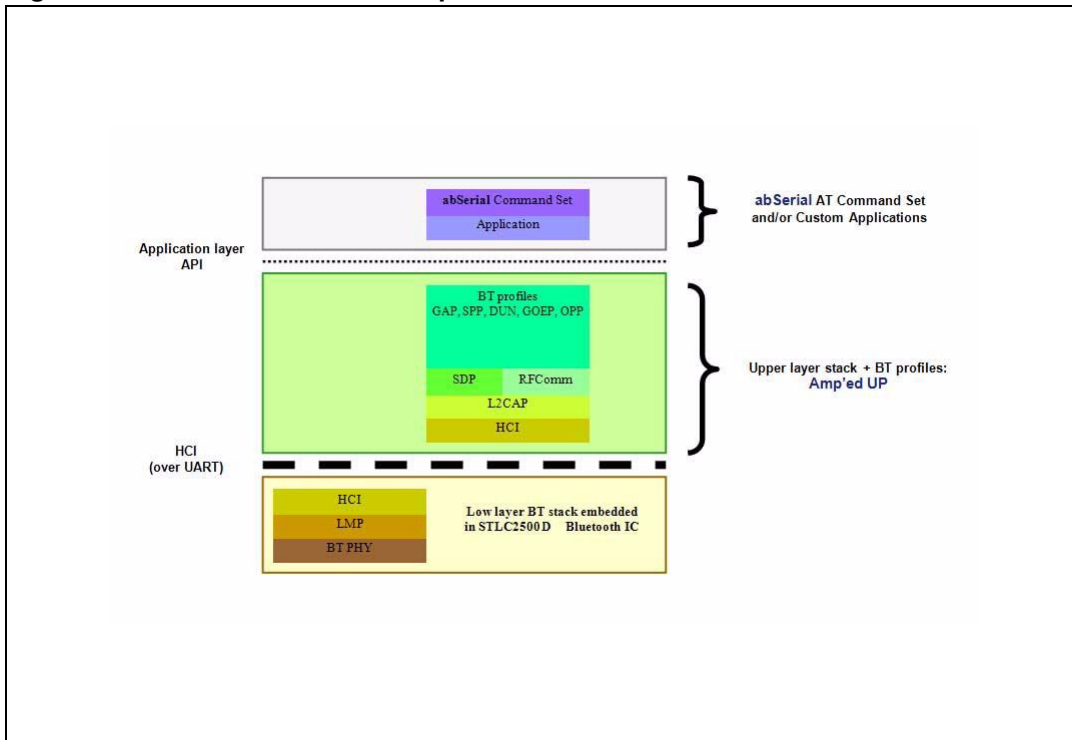 abSerial Command Set
Application
abSerial AT Command Set
and/or Custom Applications
Application layer
API
BT profiles
GAP, SPP, DUN, GOEP, OPP
SDP
RFComm
L2CAP
HCI
Upper layer stack + BT profiles:
Amp'ed UP
HCI
(over UART)
HCI
LMP
BT PHY
Low layer BT stack embedded
in STLC2500D Bluetooth IC